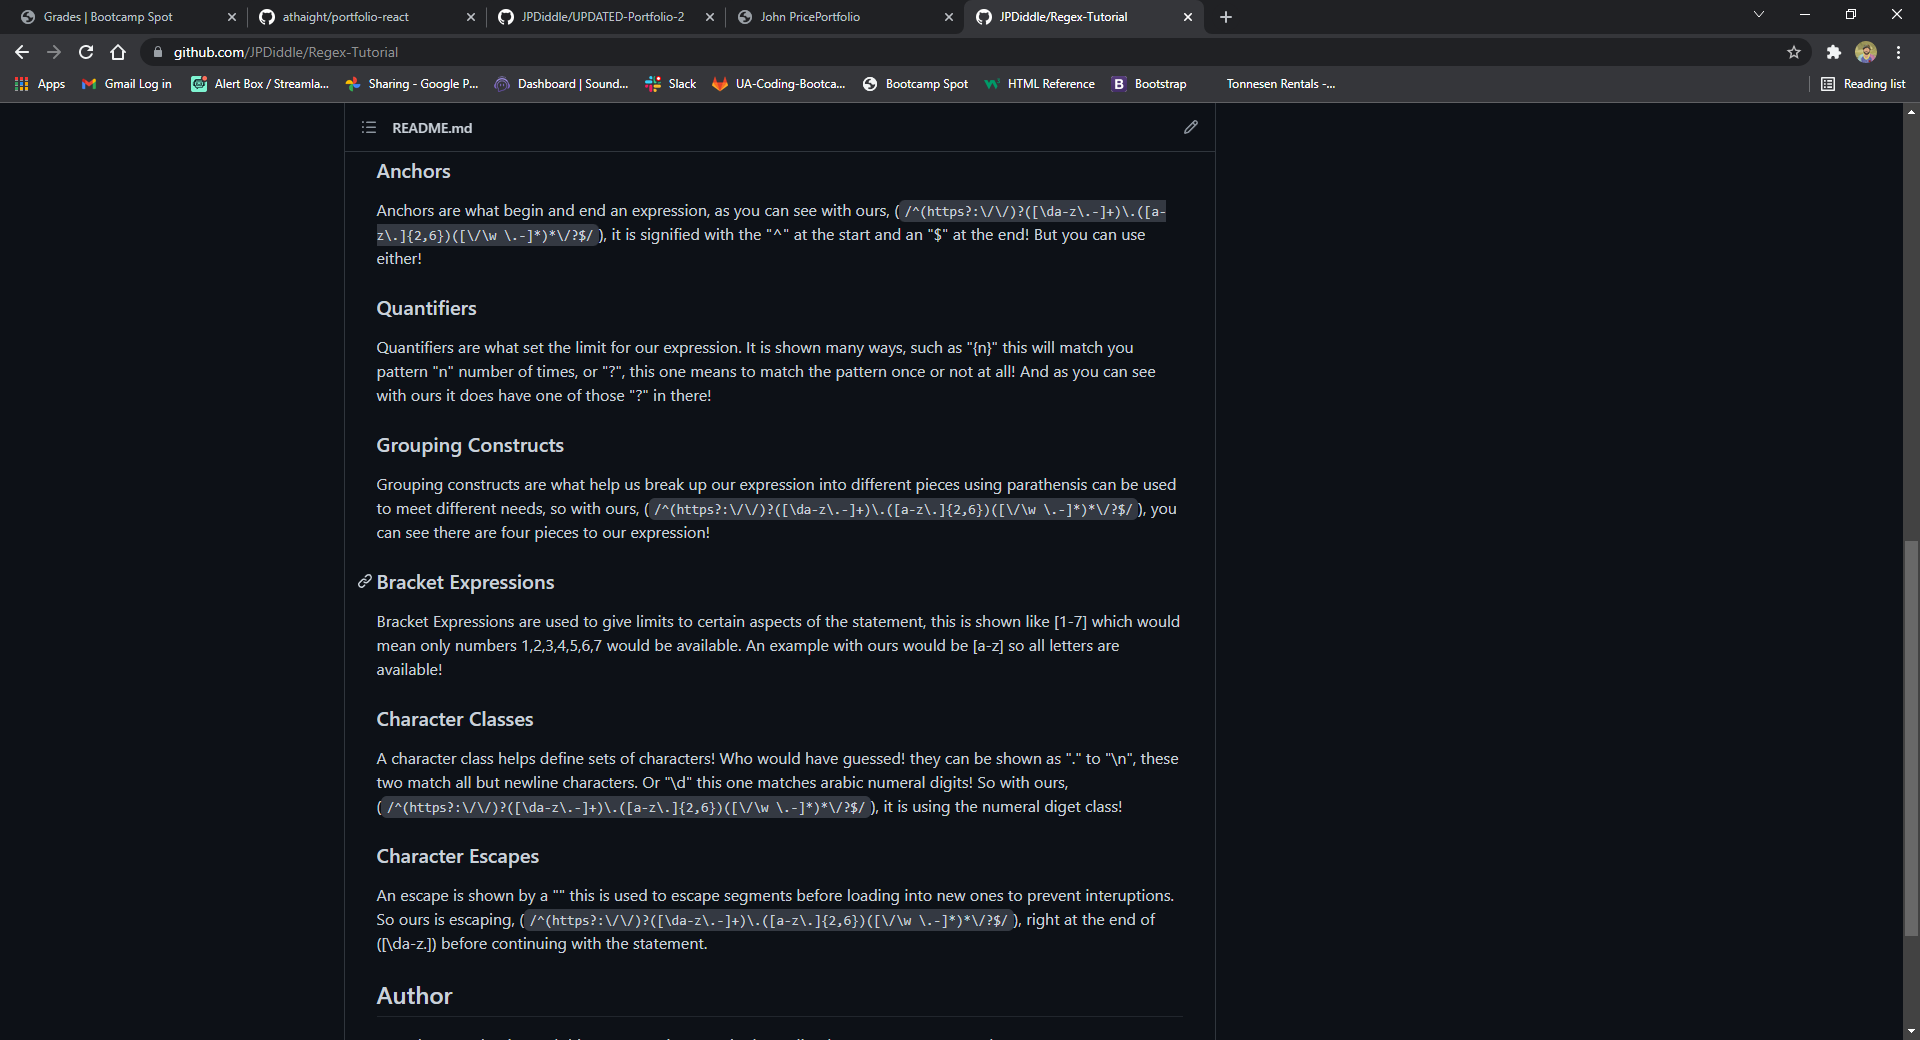 Grades | Bootcamp Spot
athaight/portfolio-react
JPDiddle/UPDATED-Portfolio-2
John PricePortfolio
JPDiddle/Regex-Tutorial
github.com/JPDiddle/Regex-Tutorial
Apps
Gmail Log in
Alert Box / Streamla...
Sharing - Google P...
Dashboard | Sound...
Slack
UA-Coding-Bootca...
Bootcamp Spot
HTML Reference
Bootstrap
Tonnesen Rentals -...
Reading list
README.md
Anchors
Anchors are what begin and end an expression, as you can see with ours, ( /^(https?:\/\/)?([\da-z\.-]+)\.([a-
z\.]{2,6})([\/\w \.-]*)*\/?$/ ), it is signified with the "^" at the start and an "$" at the end! But you can use
either!
Quantifiers
Quantifiers are what set the limit for our expression. It is shown many ways, such as "{n}" this will match you
pattern "n" number of times, or "?", this one means to match the pattern once or not at all! And as you can see
with ours it does have one of those "?" in there!
Grouping Constructs
Grouping constructs are what help us break up our expression into different pieces using parathensis can be used
to meet different needs, so with ours, ( /^(https?:\/\/)?([\da-z\.-]+)\.([a-z\.]{2,6})([\/\w \.-]*)*\/?$/ ), you
can see there are four pieces to our expression!
Bracket Expressions
Bracket Expressions are used to give limits to certain aspects of the statement, this is shown like [1-7] which would
mean only numbers 1,2,3,4,5,6,7 would be available. An example with ours would be [a-z] so all letters are
available!
Character Classes
A character class helps define sets of characters! Who would have guessed! they can be shown as "." to "\n", these
two match all but newline characters. Or "\d" this one matches arabic numeral digits! So with ours,
( /^(https?:\/\/)?([\da-z\.-]+)\.([a-z\.]{2,6})([\/\w \.-]*)*\/?$/ ), it is using the numeral diget class!
Character Escapes
An escape is shown by a "" this is used to escape segments before loading into new ones to prevent interuptions.
So ours is escaping, ( /^(https?:\/\/)?([\da-z\.-]+)\.([a-z\.]{2,6})([\/\w \.-]*)*\/?$/ ), right at the end of
([\da-z.]) before continuing with the statement.
Author